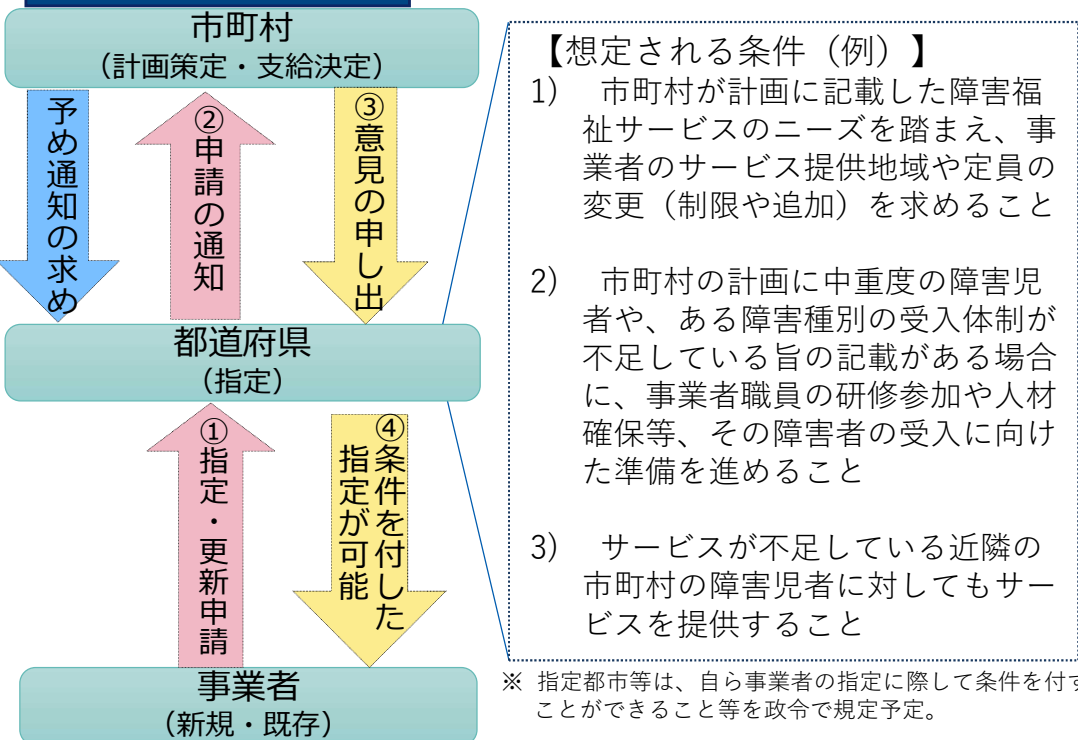 市町村
（計画策定・支給決定）
予め通知の求め
②申請の通知
③意見の申し出
都道府県
（指定）
①指定・更新申請
④条件を付した
指定が可能
事業者
（新規・既存）
【想定される条件（例）】
1) 市町村が計画に記載した障害福
祉サービスのニーズを踏まえ、事
業者のサービス提供地域や定員の
変更（制限や追加）を求めること
2) 市町村の計画に中重度の障害児
者や、ある障害種別の受入体制が
不足している旨の記載がある場合
に、事業者職員の研修参加や人材
確保等、その障害者の受入に向け
た準備を進めること
3) サービスが不足している近隣の
市町村の障害児者に対してもサー
ビスを提供すること
※ 指定都市等は、自ら事業者の指定に際して条件を付す
ことができること等を政令で規定予定。